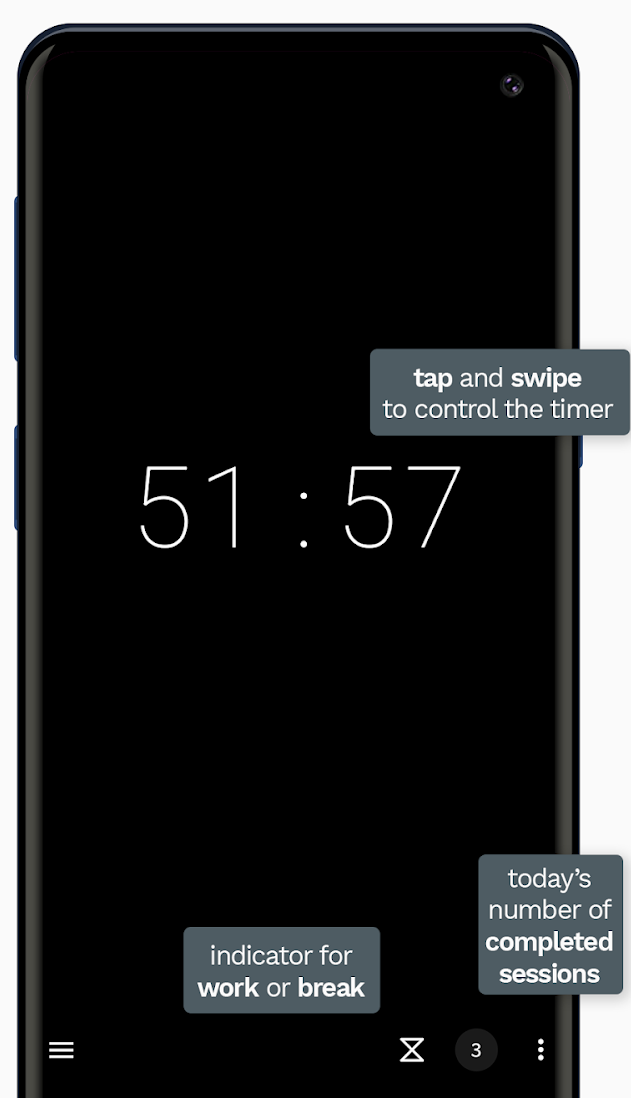 tap and swipe
to control the timer
51 : 57
today's
number of
completed
sessions
indicator for
work or break
3